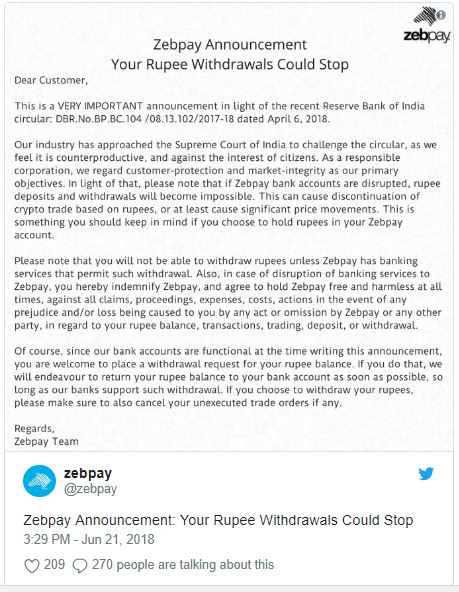 zebpay
Zebpay Announcement
Your Rupee Withdrawals Could Stop
Dear Customer,
This is a VERY IMPORTANT announcement in light of the recent Reserve Bank of India
circular: DBR.No.BP.BC.104 /08.13.102/2017-18 dated April 6, 2018.
Our industry has approached the Supreme Court of India to challenge the circular, as we
feel it is counterproductive, and against the interest of citizens. As a responsible
corporation, we regard customer-protection and market-integrity as our primary
objectives. In light of that, please note that if Zebpay bank accounts are disrupted, rupee
deposits and withdrawals will become impossible. This can cause discontinuation of
crypto trade based on rupees, or at least cause significant price movements. This is
something you should keep in mind if you choose to hold rupees in your Zebpay
account.
Please note that you will not be able to withdraw rupees unless Zebpay has banking
services that permit such withdrawal. Also, in case of disruption of banking services to
Zebpay, you hereby indemnify Zebpay, and agree to hold Zebpay free and harmless at all
times, against all claims, proceedings, expenses, costs, actions in the event of any
prejudice and/or loss being caused to you by any act or omission by Zebpay or any other
party, in regard to your rupee balance, transactions, trading, deposit, or withdrawal.
Of course, since our bank accounts are functional at the time writing this announcement,
you are welcome to place a withdrawal request for your rupee balance. If you do that, we
will endeavour to return your rupee balance to your bank account as soon as possible, so
long as our banks support such withdrawal. If you choose to withdraw your rupees,
please make sure to also cancel your unexecuted trade orders if any.
Regards,
Zebpay Team
zebpay
@zebpay
Zebpay Announcement: Your Rupee Withdrawals Could Stop
3:29 PM - Jun 21, 2018
209 270 people are talking about this